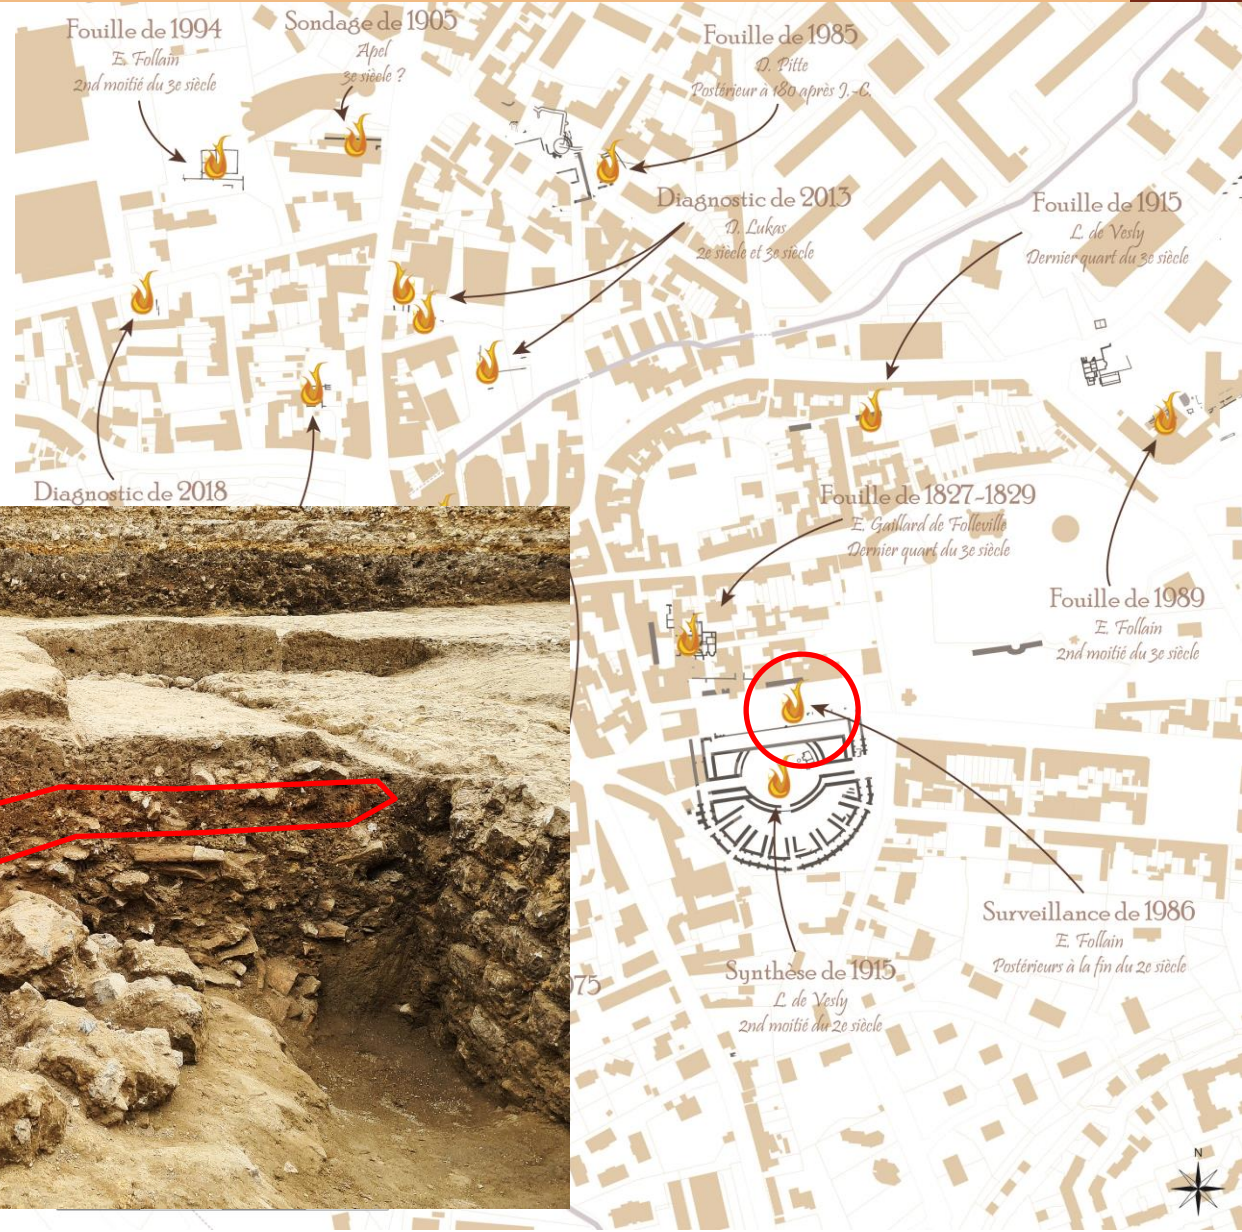 Fouille de 1994
E. Follain
2nd moitié du 3e siècle
Sondage de 1905
Apel
3e siècle ?
Fouille de 1985
D. Pitte
Postérieur à 180 après J.-C.
Diagnostic de 2013
D. Lukas
2e siècle et 3e siècle
Fouille de 1915
L. de Vesly
Dernier quart du 3e siècle
Diagnostic de 2018
Fouille de 1827-1829
E. Gaillard de Folleville
Dernier quart du 3e siècle
Fouille de 1989
E. Follain
2nd moitié du 3e siècle
Surveillance de 1986
E. Follain
Postérieurs à la fin du 2e siècle
Synthèse de 1915
L. de Vesly
2nd moitié du 2e siècle
075
N